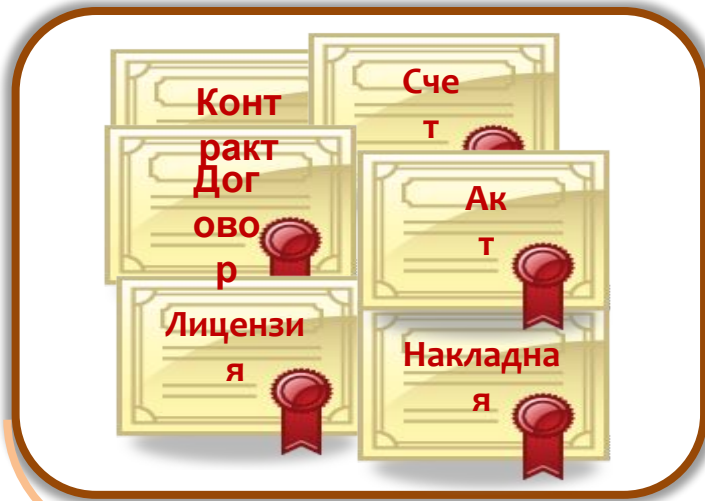 Конт
ракт
Дог
ово
р
Лицензи
я
Сче
т
Ак
т
Накладна
я